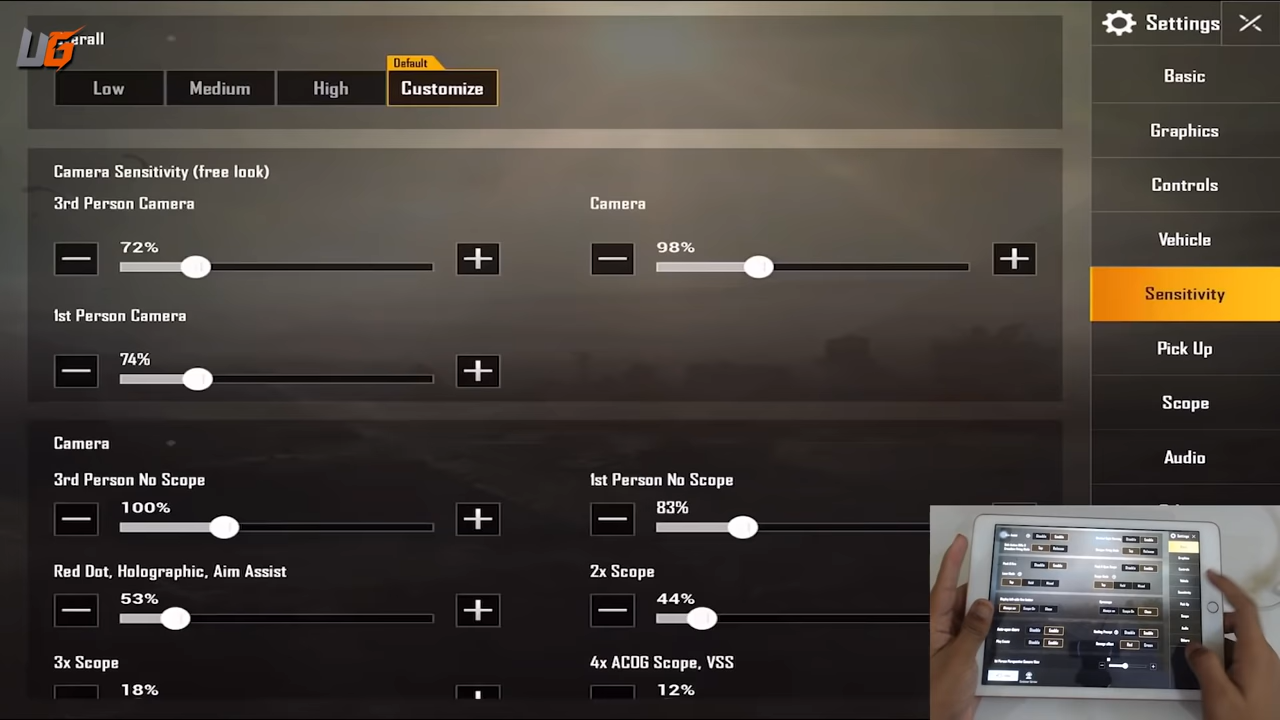 UG
erall
Low
Medium
High
Default
Customize
Camera Sensitivity (free look)
3rd Person Camera
72%
Camera
98%
1st Person Camera
74%
Camera
3rd Person No Scope
100%
1st Person No Scope
83%
Red Dot, Holographic, Aim Assist
53%
2x Scope
44%
3x Scope
18%
4x ACOG Scope, VSS
12%
Settings
Basic
Graphics
Controls
Vehicle
Sensitivity
Pick Up
Scope
Audio